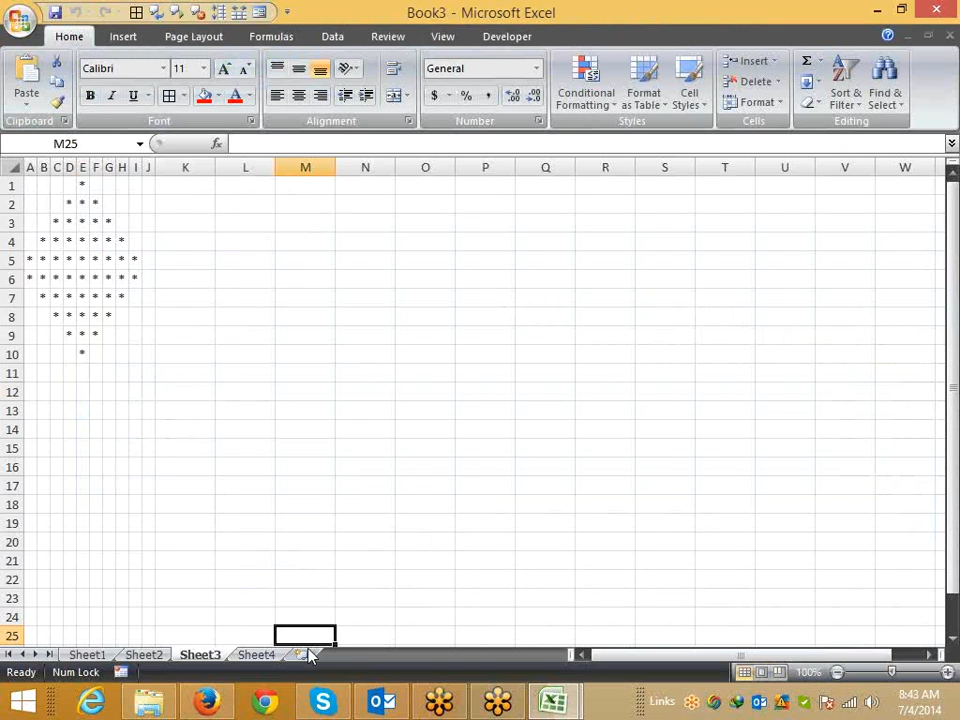 Book3 - Microsoft Excel
Home Insert Page Layout Formulas Data Review View Developer
Paste Calibri 11 General Conditional Formatting Format as Table Cell Styles Insert Delete Format Sort & Filter Find & Select
B I U $ % ,
Clipboard Font Alignment Number Styles Cells Editing
M25 fx
A B C D E F G H I J K L M N O P Q R S T U V W
1 *
2 * * *
3 * * * * *
4 * * * * * * *
5 * * * * * * * * *
6 * * * * * * * * *
7 * * * * * * *
8 * * * * *
9 * * *
10 *
11
12
13
14
15
16
17
18
19
20
21
22
23
24
25
Sheet1 Sheet2 Sheet3 Sheet4
Ready Num Lock 100%
Links 8:43 AM
7/4/2014